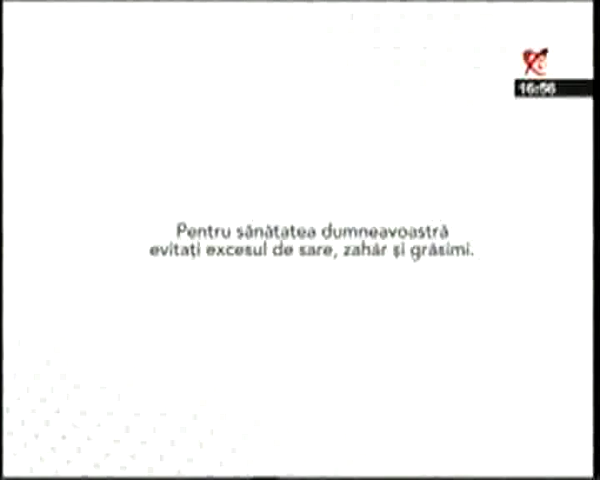 16:56
Pentru sănătatea dumneavoastră
evitați excesul de sare, zahăr și grăsimi.